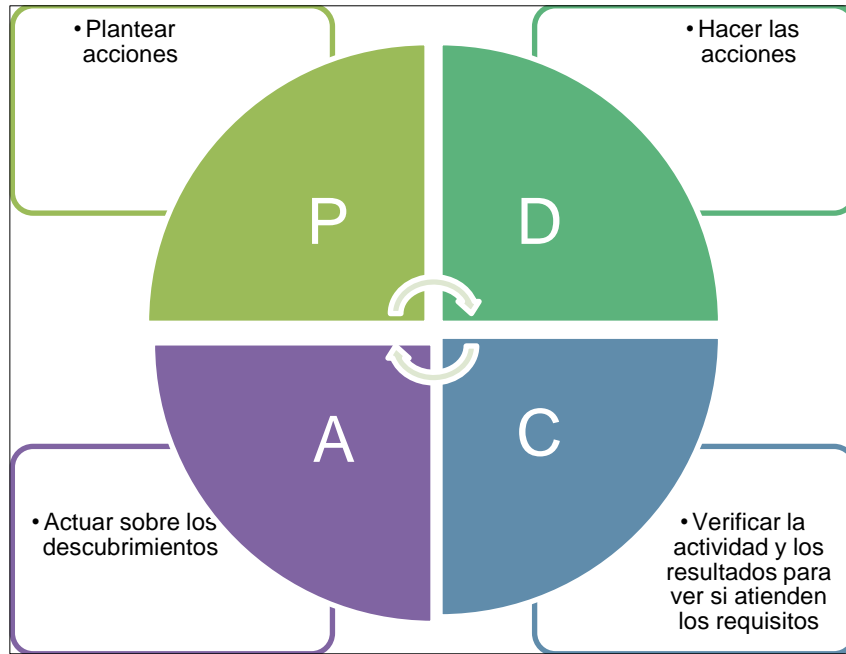 • Plantear
acciones
• Hacer las
acciones
P
D
A
C
• Actuar sobre los
descubrimientos
• Verificar la
actividad y los
resultados para
ver si atienden
los requisitos